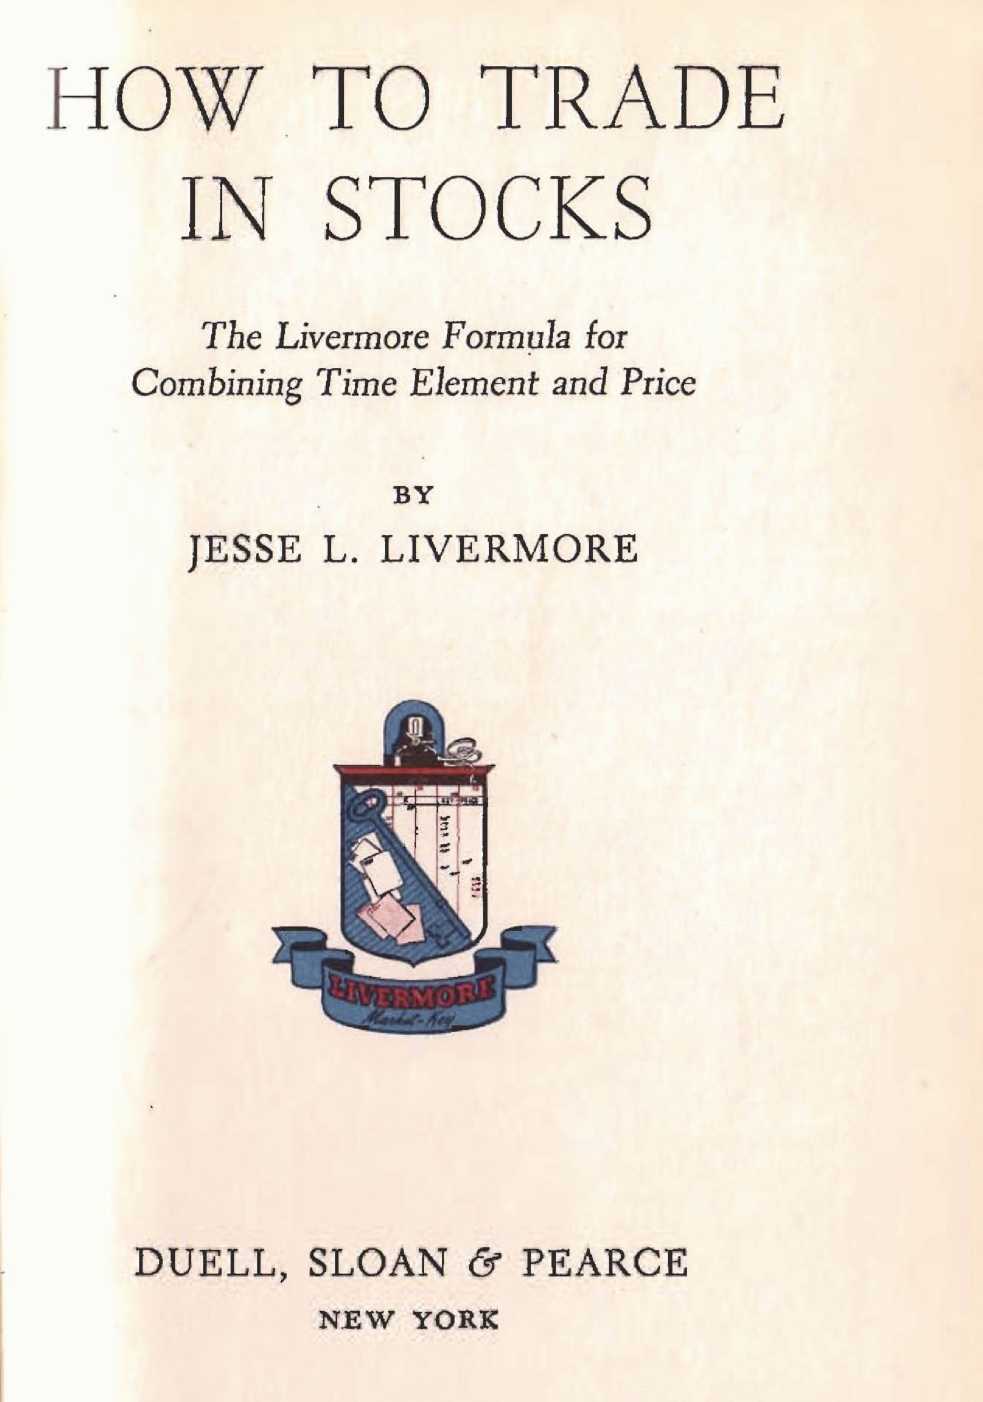 HOW TO TRADE
IN STOCKS
The Livermore Formula for
Combining Time Element and Price
BY
JESSE L. LIVERMORE
LIVERMORE
Market-Key
DUELL, SLOAN & PEARCE
NEW YORK